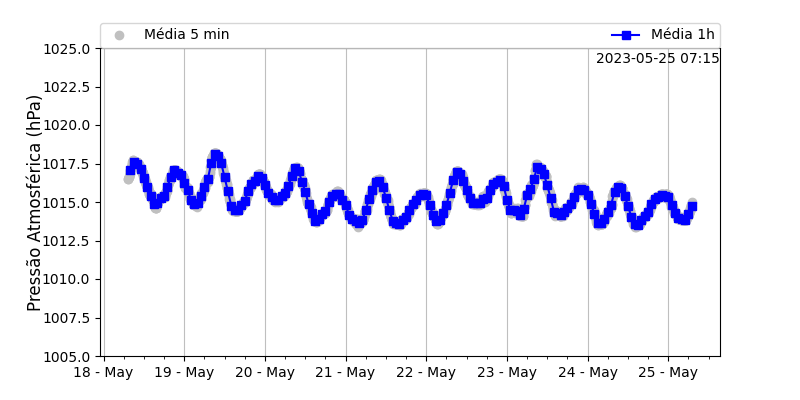 Média 5 min
Média 1h
2023-05-25 07:15
Pressão Atmosférica (hPa)
1025.0
1022.5
1020.0
1017.5
1015.0
1012.5
1010.0
1007.5
1005.0
18 - May
19 - May
20 - May
21 - May
22 - May
23 - May
24 - May
25 - May